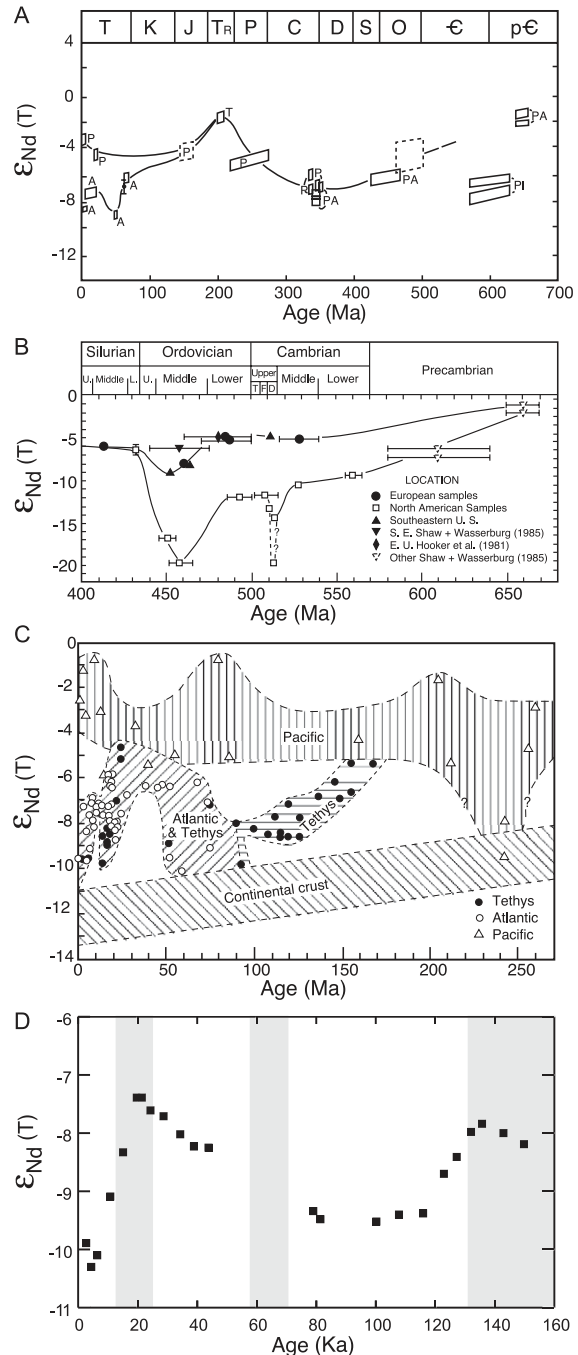 A
T K J TR P C D S O Є pЄ
εNd (T)
4
0
-4
-8
-12
P
P
A
A
A
A
P
T
P
P
R
PA
PA
PA
PI
0 100 200 300 400 500 600 700
Age (Ma)
B
Silurian Ordovician Cambrian Precambrian
U. Middle L. U. Middle Lower Upper Middle Lower
T F D
εNd (T)
0
-5
-10
-15
-20
? ?
? ?
LOCATION
European samples
North American Samples
Southeastern U. S.
S. E. Shaw + Wasserburg (1985)
E. U. Hooker et al. (1981)
Other Shaw + Wasserburg (1985)
400 450 500 550 600 650
Age (Ma)
C
εNd (T)
0
-2
-4
-6
-8
-10
-12
-14
Pacific
Atlantic
& Tethys
Tethys
? ?
Continental crust
Tethys
Atlantic
Pacific
0 50 100 150 200 250
Age (Ma)
D
εNd (T)
-6
-7
-8
-9
-10
-11
0 20 40 60 80 100 120 140 160
Age (Ka)